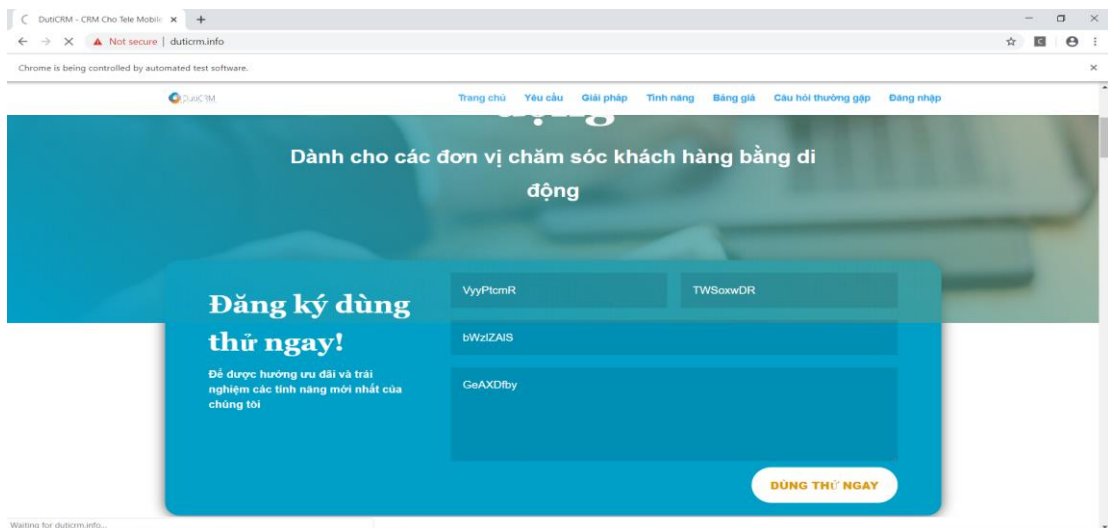 DutiCRM - CRM Cho Tele Mobile
Not secure | duticrm.info
Chrome is being controlled by automated test software.
DutiCRM Trang chủ Yêu cầu Giải pháp Tính năng Bảng giá Câu hỏi thường gặp Đăng nhập
động
Dành cho các đơn vị chăm sóc khách hàng bằng di
động
VyyPtcmR TWSoxwDR
Đăng ký dùng
thử ngay!
bWzIZAIS
Để được hưởng ưu đãi và trải
nghiệm các tính năng mới nhất của
chúng tôi
GeAXDfby
DÙNG THỬ NGAY
Waiting for duticrm.info...